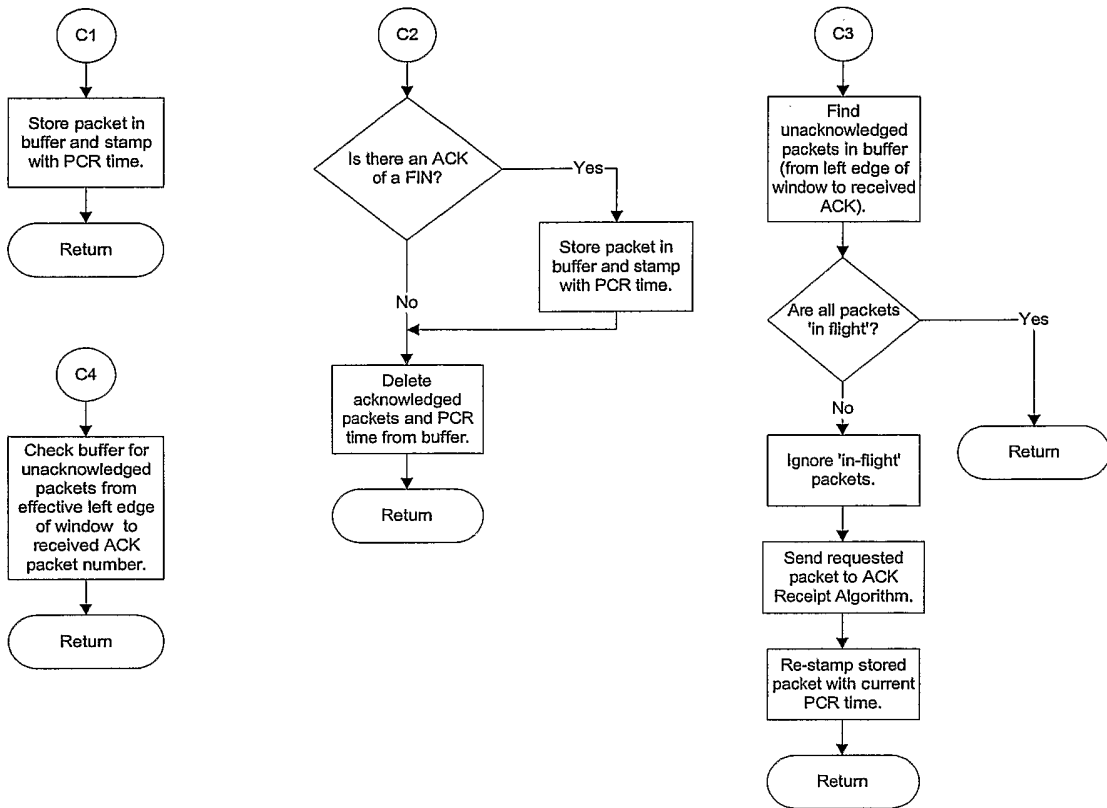 C1
Store packet in
buffer and stamp
with PCR time.
Return
C4
Check buffer for
unacknowledged
packets from
effective left edge
of window to
received ACK
packet number.
Return
C2
Is there an ACK
of a FIN?
Yes
Store packet in
buffer and stamp
with PCR time.
No
Delete
acknowledged
packets and PCR
time from buffer.
Return
C3
Find
unacknowledged
packets in buffer
(from left edge of
window to received
ACK).
Are all packets
'in flight'?
Yes
Return
No
Ignore 'in-flight'
packets.
Send requested
packet to ACK
Receipt Algorithm.
Re-stamp stored
packet with current
PCR time.
Return